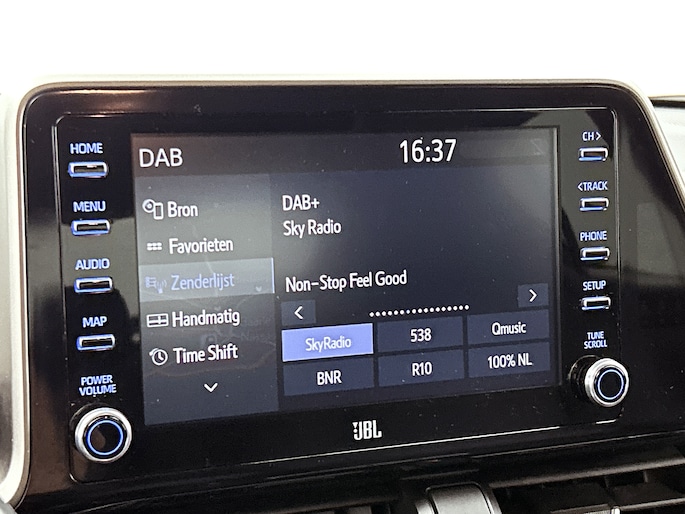 HOME
MENU
AUDIO
MAP
POWER
VOLUME
DAB
16:37
Bron
Favorieten
Zenderlijst
Handmatig
Time Shift
DAB+
Sky Radio
Non-Stop Feel Good
SkyRadio
538
Qmusic
BNR
R10
100% NL
JBL
CH >
< TRACK
PHONE
SETUP
TUNE
SCROLL